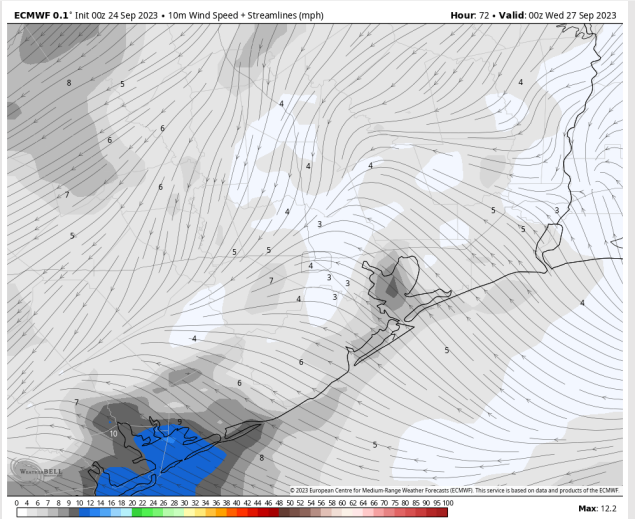 ECMWF 0.1° Init 00z 24 Sep 2023 • 10m Wind Speed + Streamlines (mph)
Hour: 72 • Valid: 00z Wed 27 Sep 2023
8 5 4 4
6
6 4 4
7 6
4 3 5 3
5 5
5 5
4
7 3 3
4 3 4
7
4 5
6
6
7
9
10
5
8
WeatherBELL
© 2023 European Centre for Medium-Range Weather Forecasts (ECMWF). This service is based on data and products of the ECMWF.
0 4 6 8 9 10 12 14 16 18 20 22 24 26 28 30 32 34 36 38 40 42 44 46 48 50 52 54 56 58 60 65 70 75 80 85 90 95 100
Max: 12.2